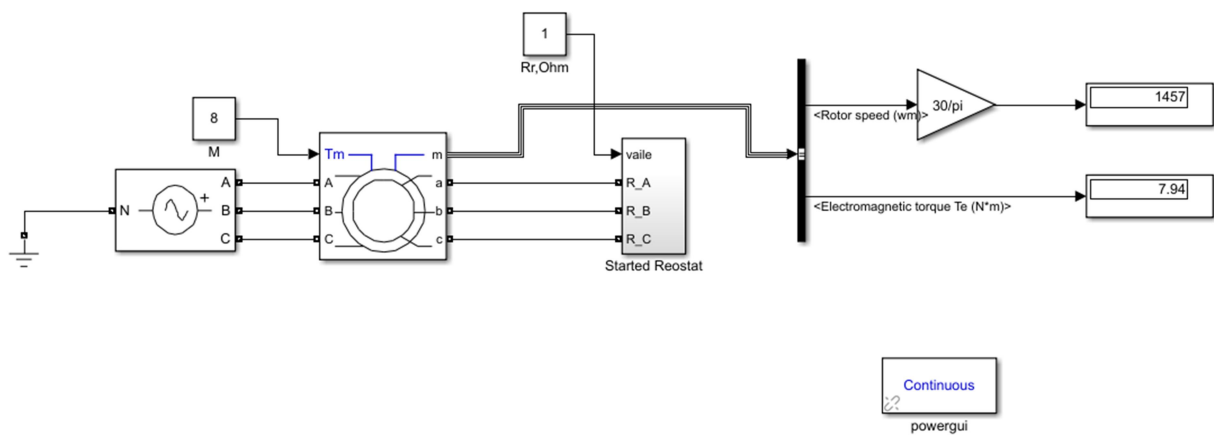 1
Rr,Ohm
8
M
N
+
A
B
C
Tm
m
A
B
C
a
b
c
vaile
R_A
R_B
R_C
Started Reostat
<Rotor speed (wm)>
30/pi
1457
<Electromagnetic torque Te (N*m)>
7.94
Continuous
powergui